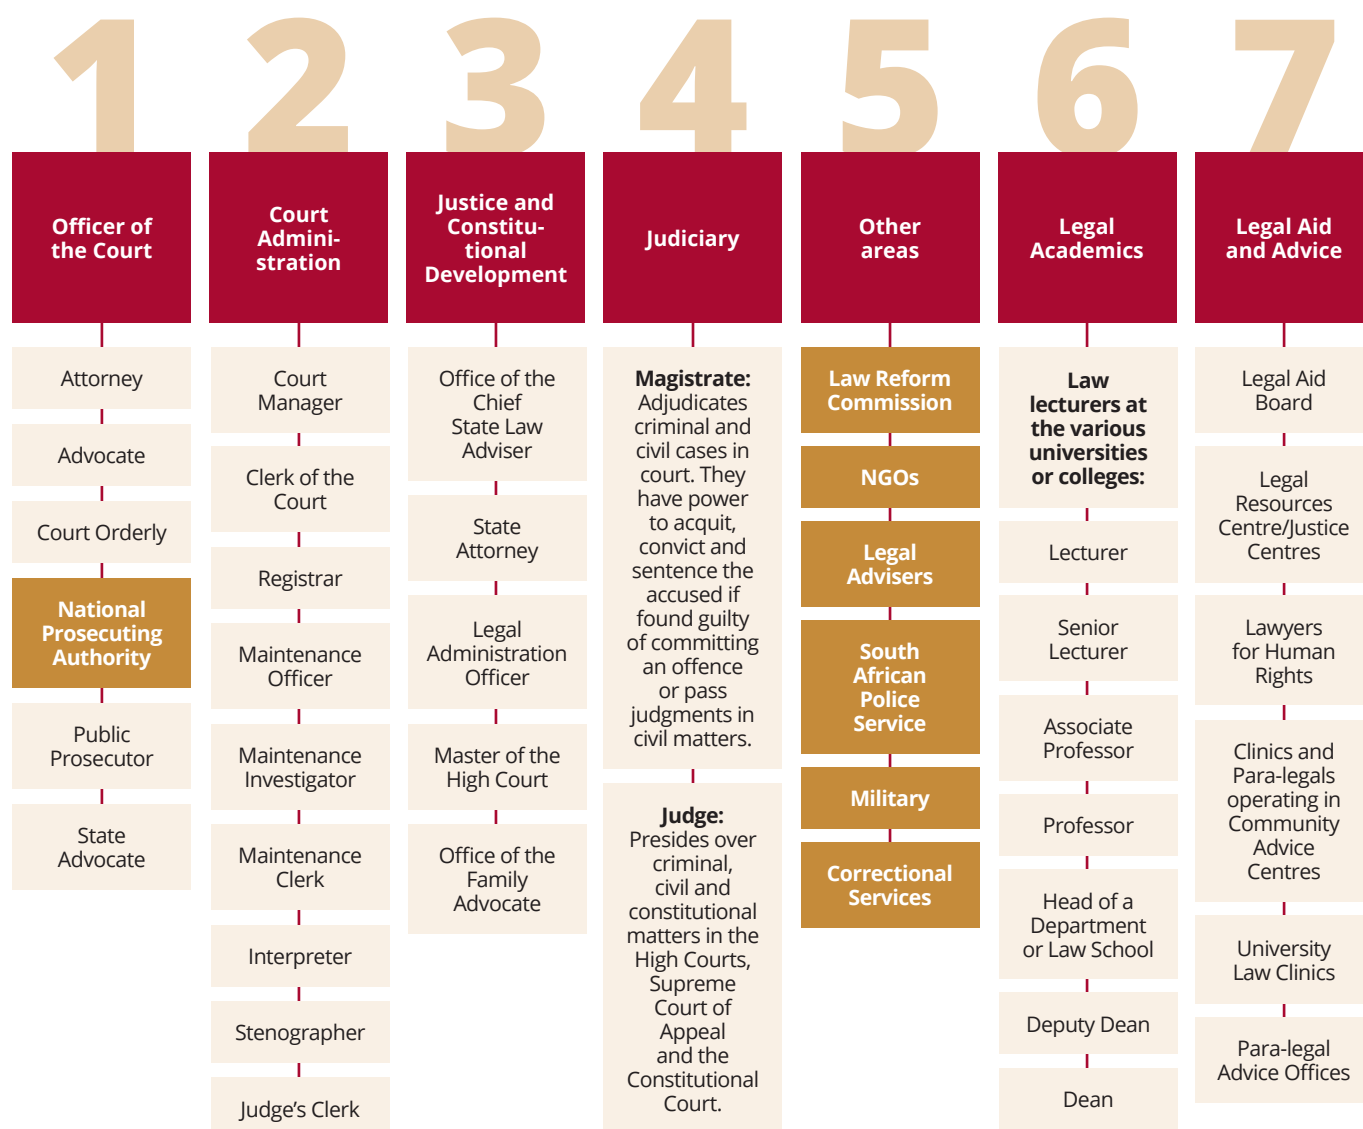 1
Officer of
the Court
Attorney
Advocate
Court Orderly
National
Prosecuting
Authority
Public
Prosecutor
State
Advocate
2
Court
Admini-
stration
Court
Manager
Clerk of the
Court
Registrar
Maintenance
Officer
Maintenance
Investigator
Maintenance
Clerk
Interpreter
Stenographer
Judge’s Clerk
3
Justice and
Constitu-
tional
Development
Office of the
Chief
State Law
Adviser
State
Attorney
Legal
Administration
Officer
Master of the
High Court
Office of the
Family
Advocate
4
Judiciary
Magistrate:
Adjudicates
criminal and
civil cases in
court. They
have power
to acquit,
convict and
sentence the
accused if
found guilty
of committing
an offence
or pass
judgments in
civil matters.
Judge:
Presides over
criminal,
civil and
constitutional
matters in the
High Courts,
Supreme
Court of
Appeal
and the
Constitutional
Court.
5
Other
areas
Law Reform
Commission
NGOs
Legal
Advisers
South
African
Police
Service
Military
Correctional
Services
6
Legal
Academics
Law
lecturers at
the various
universities
or colleges:
Lecturer
Senior
Lecturer
Associate
Professor
Professor
Head of a
Department
or Law School
Deputy Dean
Dean
7
Legal Aid
and Advice
Legal Aid
Board
Legal
Resources
Centre/Justice
Centres
Lawyers
for Human
Rights
Clinics and
Para-legals
operating in
Community
Advice
Centres
University
Law Clinics
Para-legal
Advice Offices